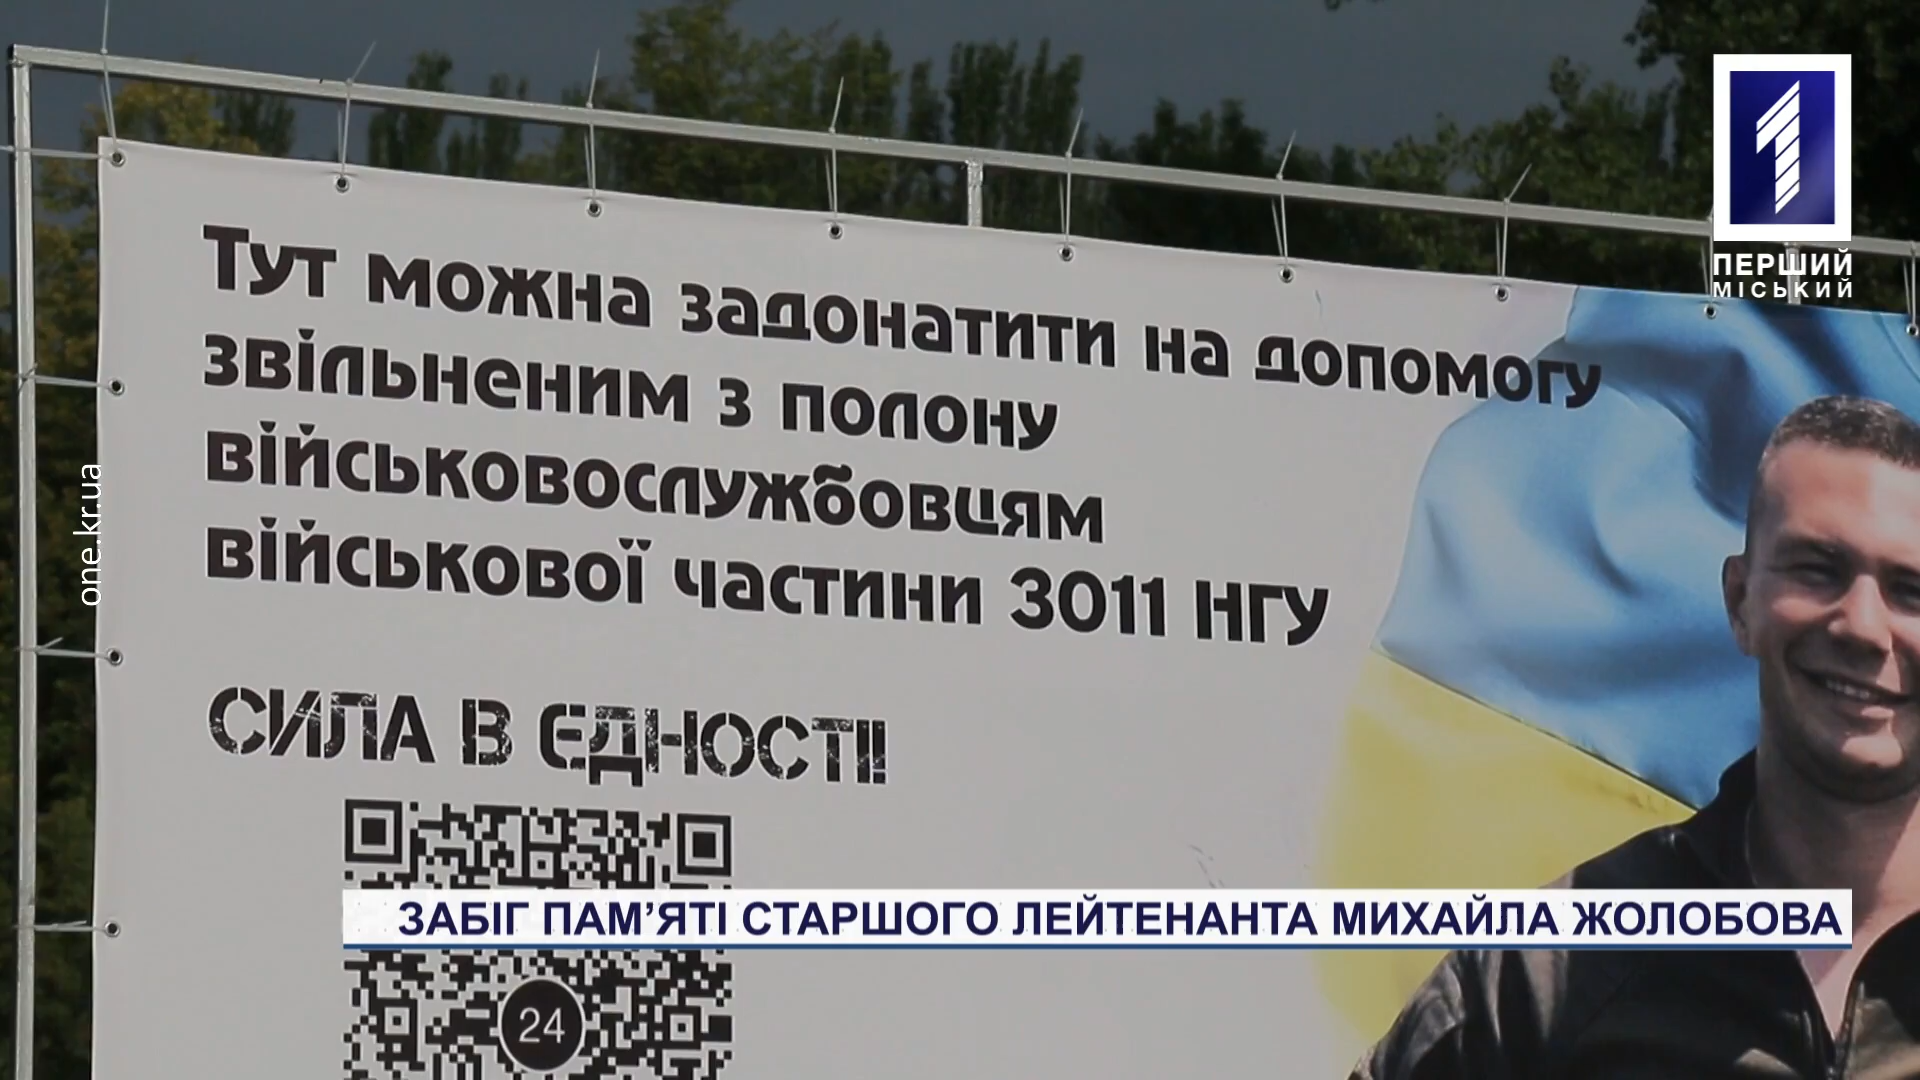 ПЕРШИЙ
МІСЬКИЙ
Тут можна задонатити на допомогу
звільненим з полону
військовослужбовцям
військової частини 3011 НГУ
one.kr.ua
СИЛА В ЄДНОСТІ!
ЗАБІГ ПАМ’ЯТІ СТАРШОГО ЛЕЙТЕНАНТА МИХАЙЛА ЖОЛОБОВА
24